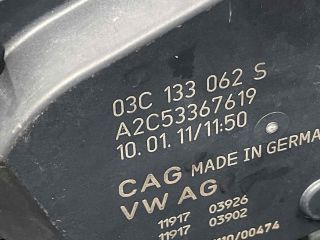 03C 133 062 S
A2C53367619
10.01.11/11:50
CAG MADE IN GERMA
VW AG
11917 03926
11917 03902
/00474